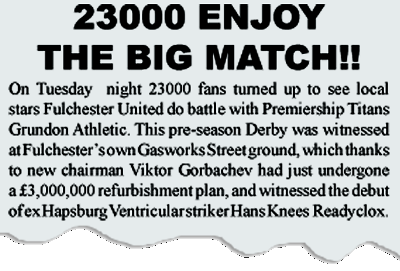 23000 ENJOY
THE BIG MATCH!!
On Tuesday night 23000 fans turned up to see local
stars Fulchester United do battle with Premiership Titans
Grundon Athletic. This pre-season Derby was witnessed
at Fulchester's own Gasworks Street ground, which thanks
to new chairman Viktor Gorbachev had just undergone
a £3,000,000 refurbishment plan, and witnessed the debut
of ex Hapsburg Ventricular striker Hans Knees Readyclox.